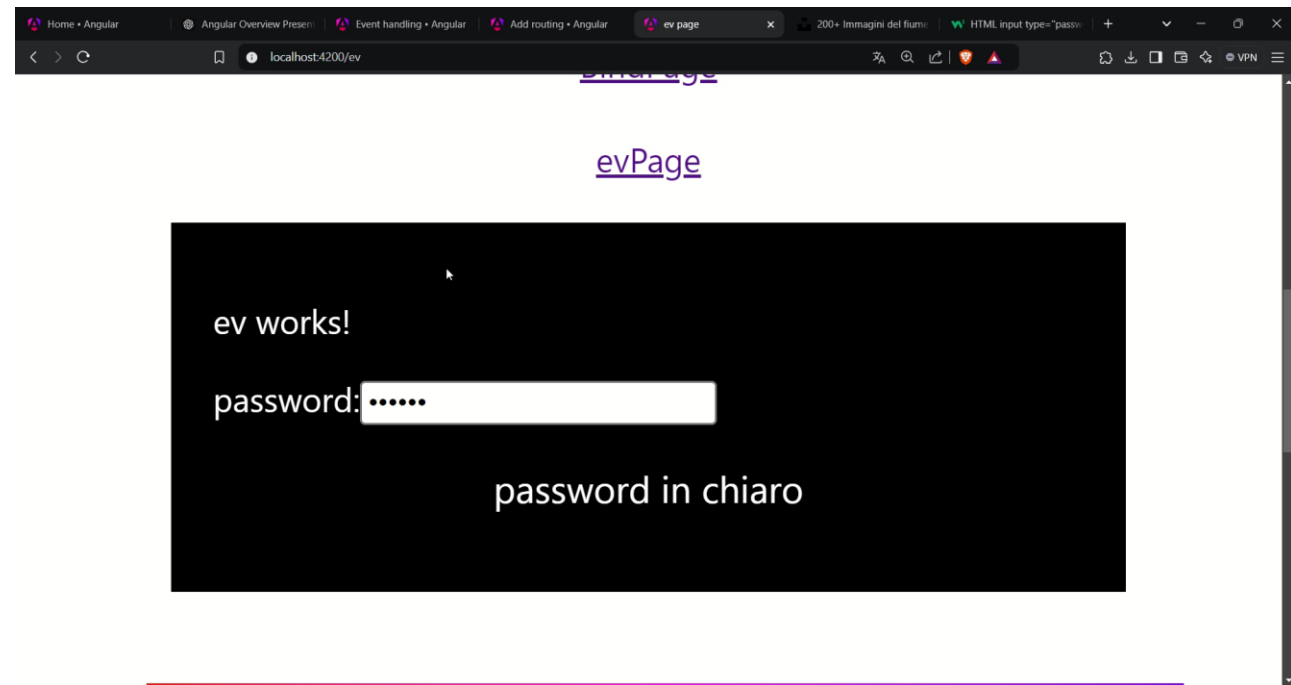 Home • Angular
Angular Overview Present
Event handling • Angular
Add routing • Angular
ev page
200+ Immagini del fiume
HTML input type="passw
localhost:4200/ev
VPN
BindPage
evPage
ev works!
password:
password in chiaro